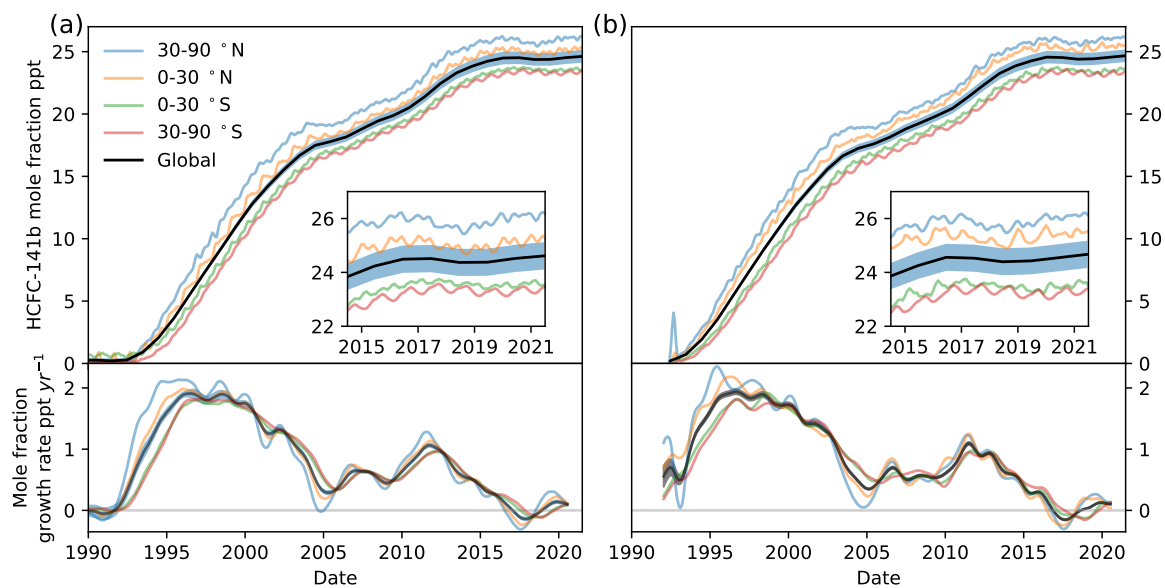 (a)
(b)
HCFC-141b mole fraction ppt
25
20
15
10
5
0
30-90 °N
0-30 °N
0-30 °S
30-90 °S
Global
26
24
22
2015 2017 2019 2021
26
24
22
2015 2017 2019 2021
25
20
15
10
5
0
Mole fraction
growth rate ppt yr⁻¹
2
1
0
2
1
0
1990 1995 2000 2005 2010 2015 2020
1990 1995 2000 2005 2010 2015 2020
Date
Date